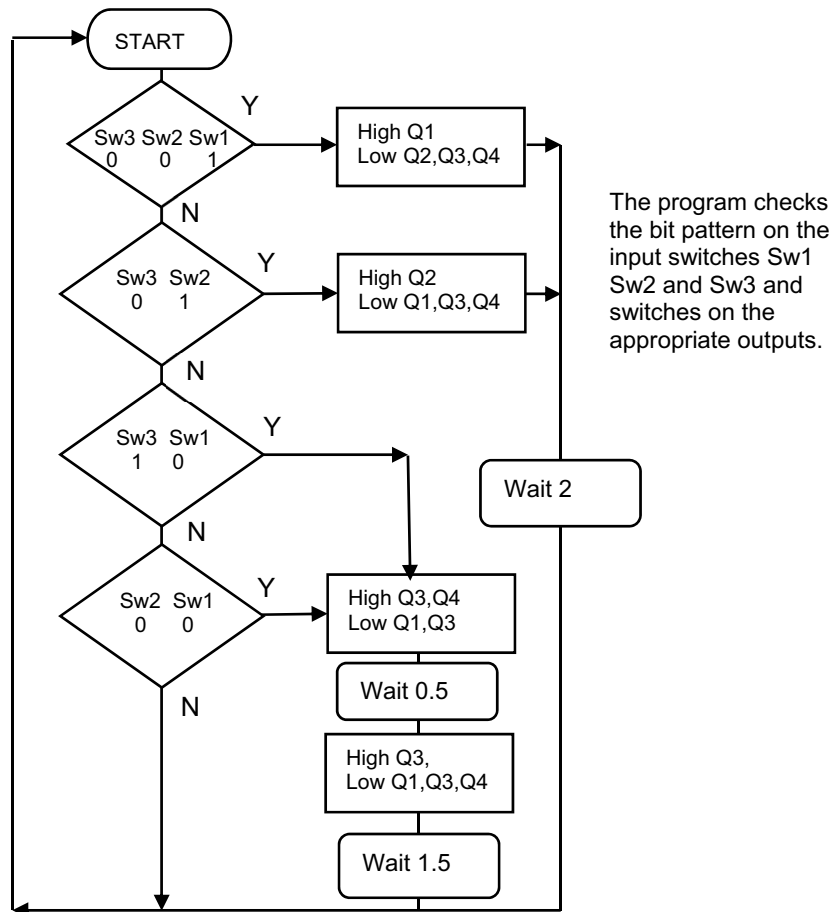 START
Y
Sw3 Sw2 Sw1
0 0 1
High Q1
Low Q2,Q3,Q4
N
The program checks
the bit pattern on the
input switches Sw1
Sw2 and Sw3 and
switches on the
appropriate outputs.
Y
Sw3 Sw2
0 1
High Q2
Low Q1,Q3,Q4
N
Y
Sw3 Sw1
1 0
Wait 2
N
Y
Sw2 Sw1
0 0
High Q3,Q4
Low Q1,Q3
Wait 0.5
N
High Q3,
Low Q1,Q3,Q4
Wait 1.5